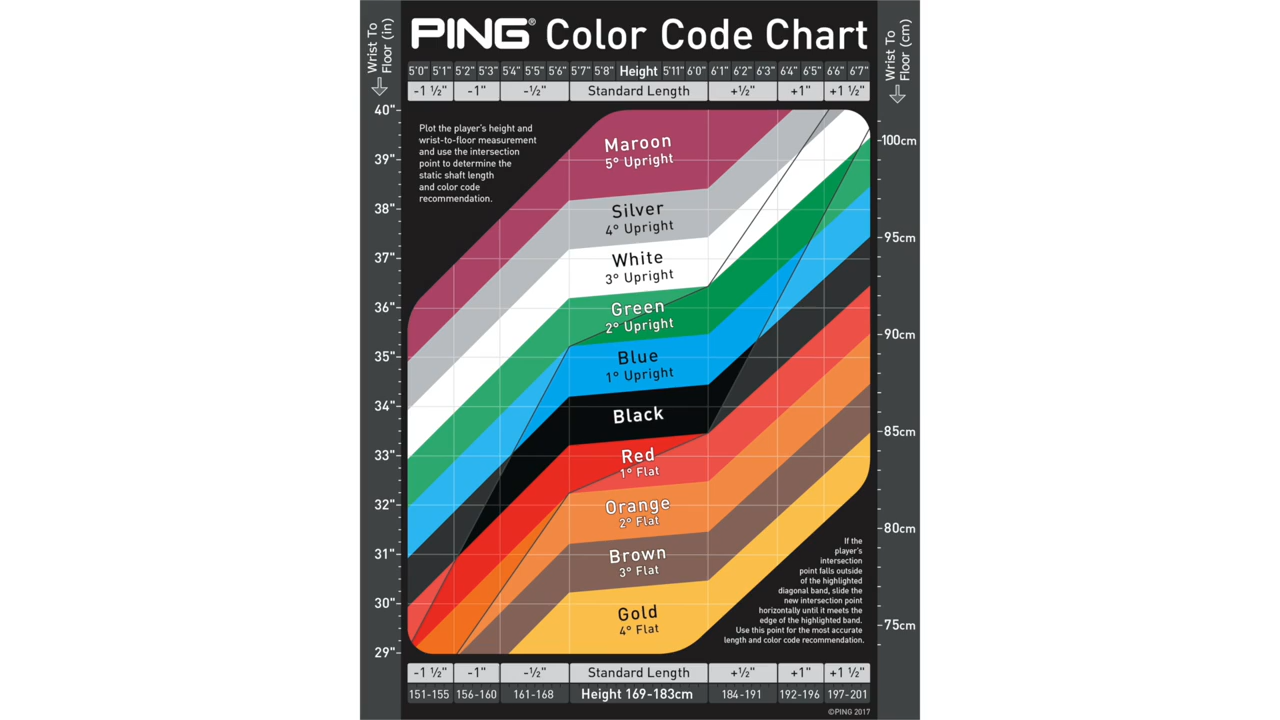 PING® Color Code Chart
Wrist To
Floor (in)
Wrist To
Floor (cm)
5'0" 5'1" 5'2" 5'3" 5'4" 5'5" 5'6" 5'7" 5'8" Height 5'11" 6'0" 6'1" 6'2" 6'3" 6'4" 6'5" 6'6" 6'7"
-1 ½" -1" -½" Standard Length +½" +1" +1 ½"
40"
39"
38"
37"
36"
35"
34"
33"
32"
31"
30"
29"
Plot the player's height and
wrist-to-floor measurement
and use the intersection
point to determine the
static shaft length
and color code
recommendation.
Maroon
5° Upright
Silver
4° Upright
White
3° Upright
Green
2° Upright
Blue
1° Upright
Black
Red
1° Flat
Orange
2° Flat
Brown
3° Flat
Gold
4° Flat
100cm
95cm
90cm
85cm
80cm
75cm
If the
player's
intersection
point falls outside
of the highlighted
diagonal band, slide the
new intersection point
horizontally until it meets the
edge of the highlighted band.
Use this point for the most accurate
length and color code recommendation.
-1 ½" -1" -½" Standard Length +½" +1" +1 ½"
151-155 156-160 161-168 Height 169-183cm 184-191 192-196 197-201
©PING 2017